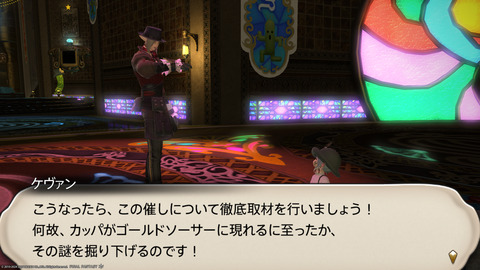 ケヴァン
こうなったら、この催しについて徹底取材を行いましょう！
何故、カッパがゴールドソーサーに現れるに至ったか、
その謎を掘り下げるのです！
FINAL FANTASY XIV